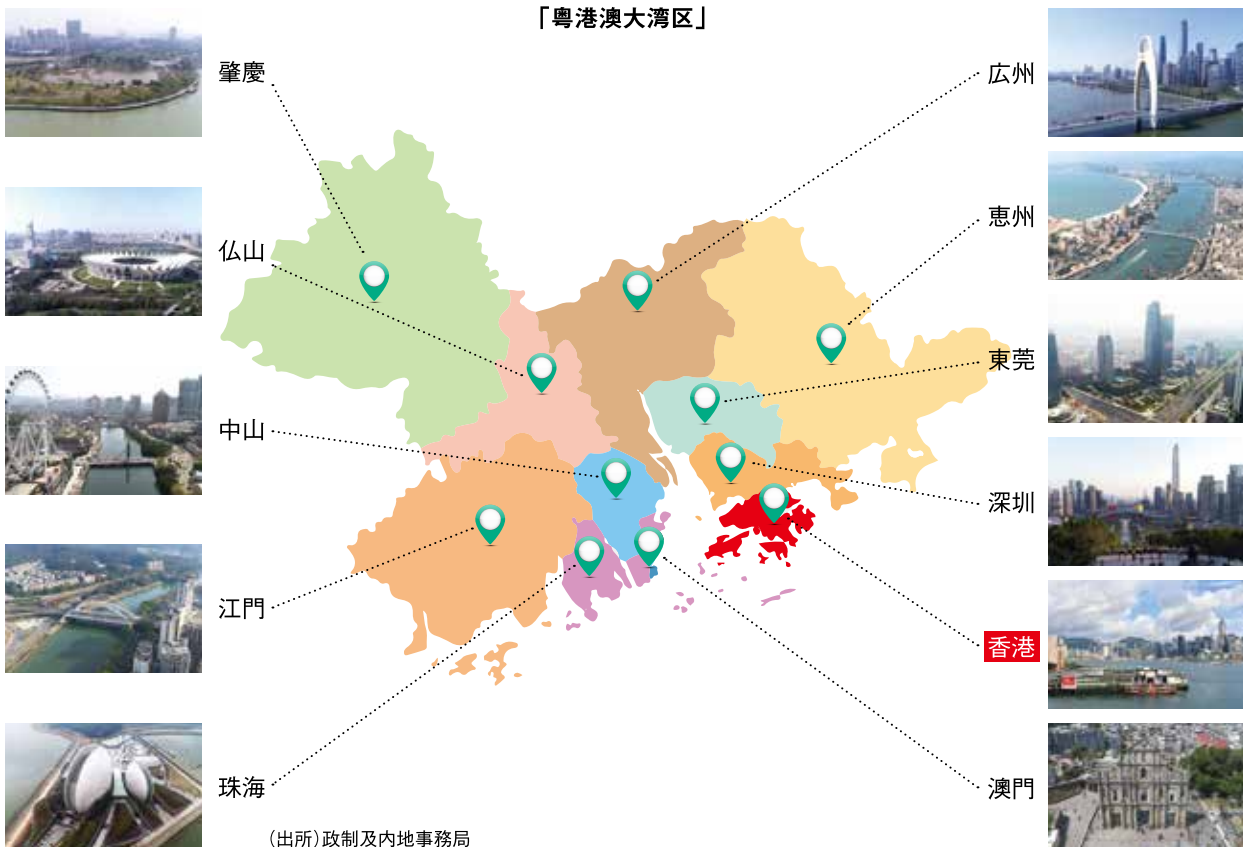 「粤港澳大湾区」
肇慶
仏山
中山
江門
珠海
広州
恵州
東莞
深圳
香港
澳門
（出所）政制及内地事務局